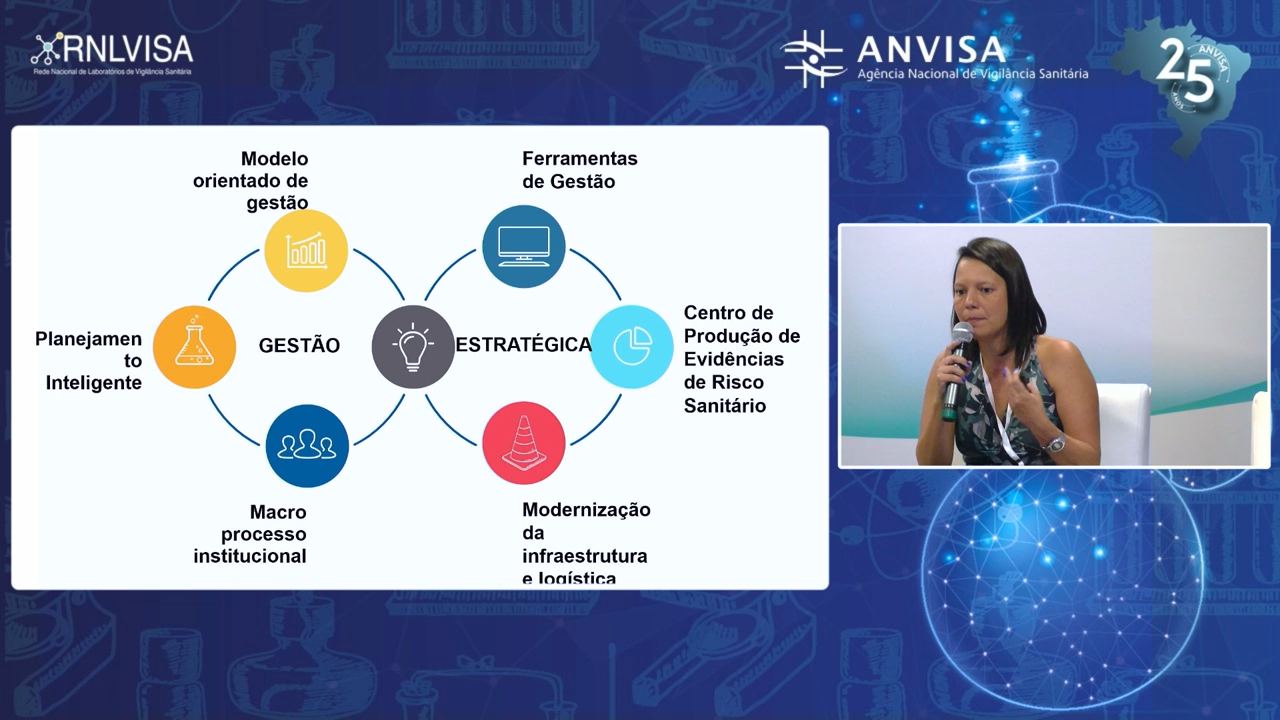 RNLVISA
Rede Nacional de Laboratórios de Vigilância Sanitária
ANVISA
Agência Nacional de Vigilância Sanitária
25
ANVISA
ANOS
Modelo
orientado de
gestão
Ferramentas
de Gestão
Planejamen
to
Inteligente
GESTÃO
ESTRATÉGICA
Centro de
Produção de
Evidências
de Risco
Sanitário
Macro
processo
institucional
Modernização
da
infraestrutura
e logística